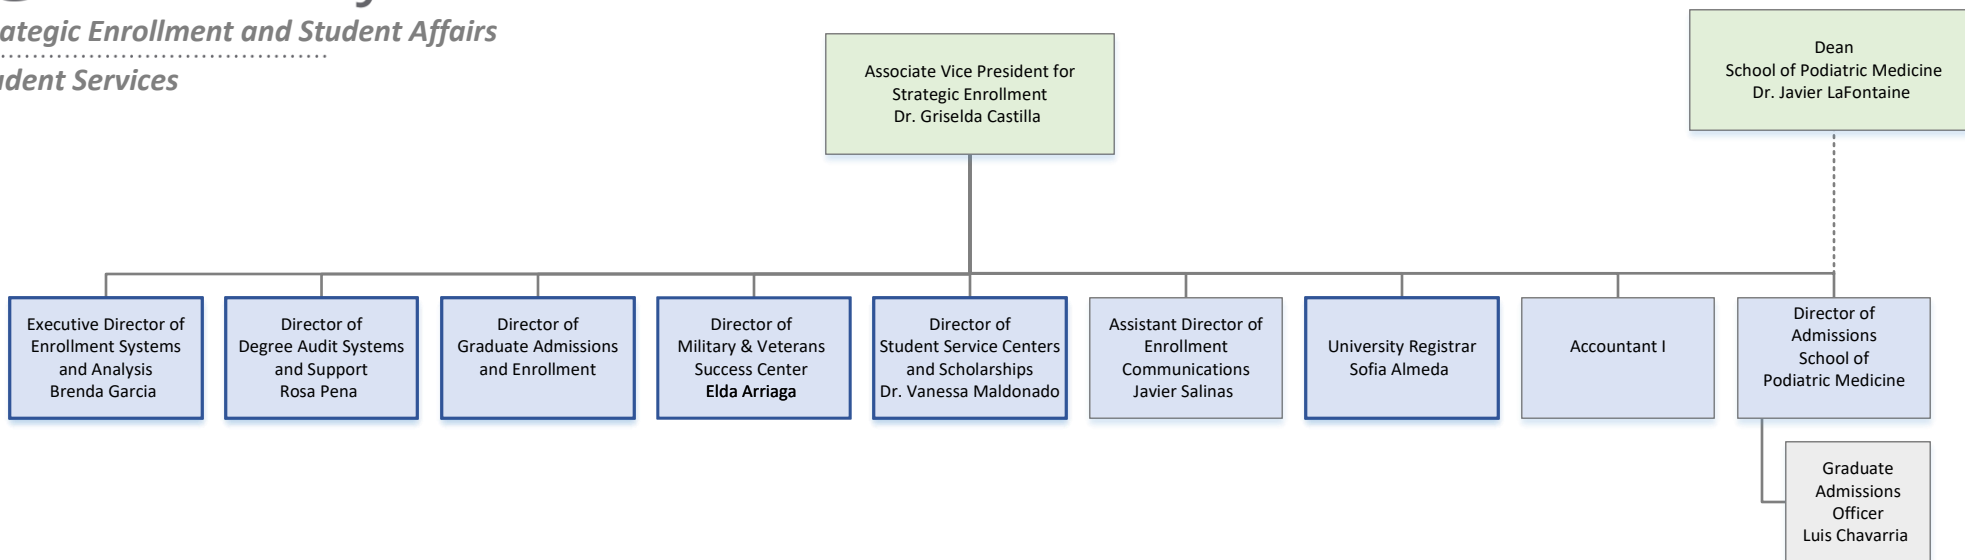 rategic Enrollment and Student Affairs
udent Services
Associate Vice President for
Strategic Enrollment
Dr. Griselda Castilla
Dean
School of Podiatric Medicine
Dr. Javier LaFontaine
Executive Director of
Enrollment Systems
and Analysis
Brenda Garcia
Director of
Degree Audit Systems
and Support
Rosa Pena
Director of
Graduate Admissions
and Enrollment
Director of
Military & Veterans
Success Center
Elda Arriaga
Director of
Student Service Centers
and Scholarships
Dr. Vanessa Maldonado
Assistant Director of
Enrollment
Communications
Javier Salinas
University Registrar
Sofia Almeda
Accountant I
Director of
Admissions
School of
Podiatric Medicine
Graduate
Admissions
Officer
Luis Chavarria